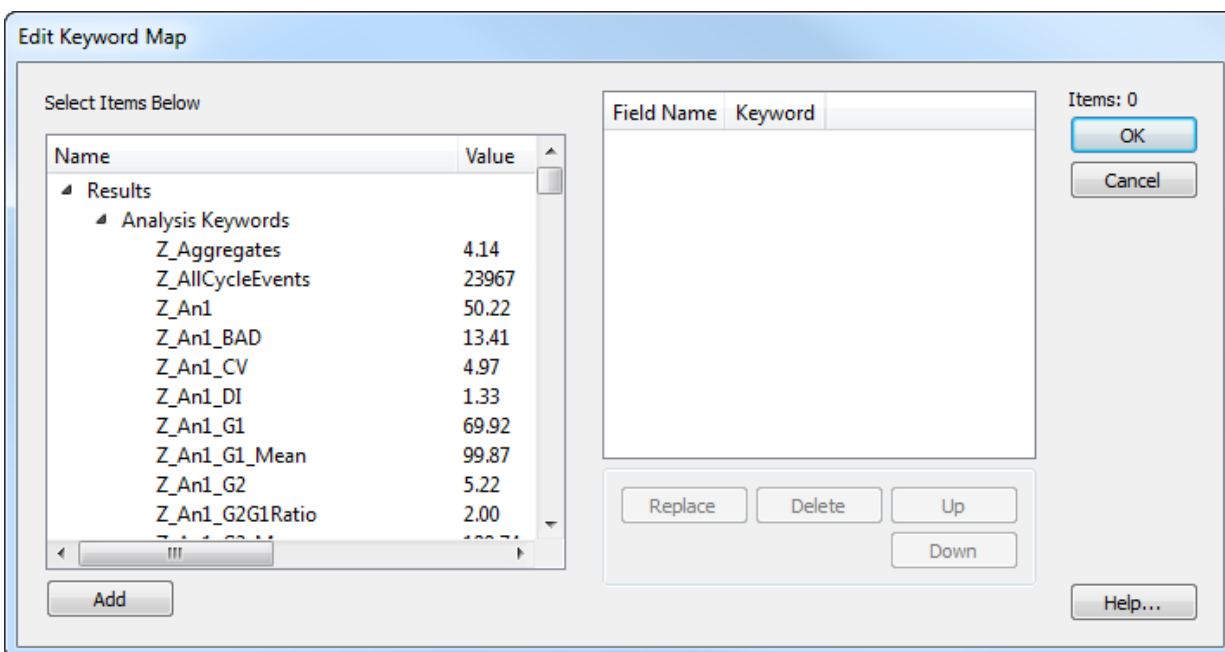 Edit Keyword Map
Select Items Below
Name Value
Results
Analysis Keywords
Z_Aggregates 4.14
Z_AllCycleEvents 23967
Z_An1 50.22
Z_An1_BAD 13.41
Z_An1_CV 4.97
Z_An1_DI 1.33
Z_An1_G1 69.92
Z_An1_G1_Mean 99.87
Z_An1_G2 5.22
Z_An1_G2G1Ratio 2.00
Add
Field Name Keyword
Replace Delete Up
Down
Items: 0
OK
Cancel
Help...